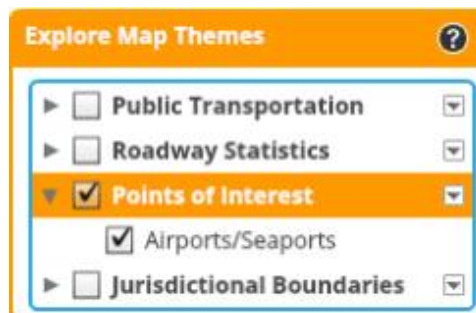 Explore Map Themes ?
Public Transportation
Roadway Statistics
Points of Interest
Airports/Seaports
Jurisdictional Boundaries